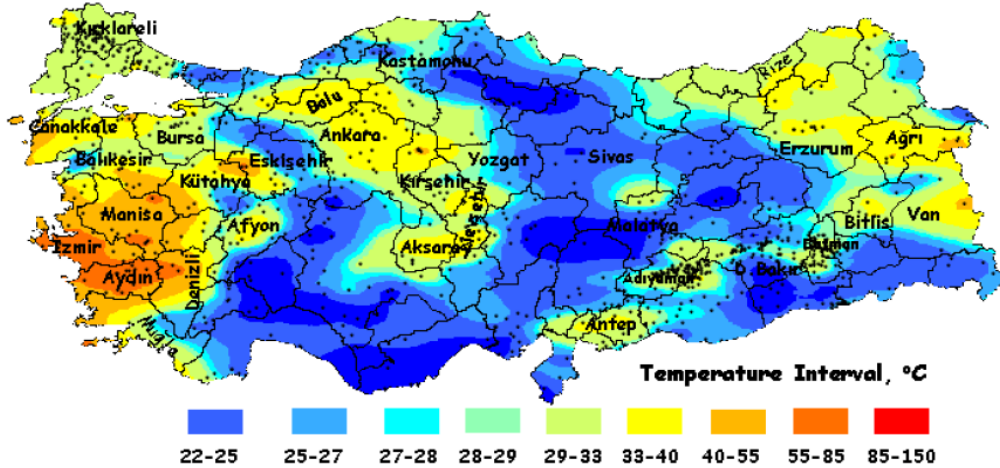 Kırklareli
Kastamonu
Rize
Bolu
Çanakkale
Bursa
Ankara
Ağrı
Balıkesir
Eskişehir
Yozgat
Sivas
Erzurum
Kütahya
Kırşehir
Nevşehir
Manisa
Afyon
Bitlis
Van
Malatya
İzmir
Aksaray
Batman
Aydın
Denizli
Adıyaman
D. Bakır
Muğla
Antep
Temperature Interval, °C
22-25 25-27 27-28 28-29 29-33 33-40 40-55 55-85 85-150